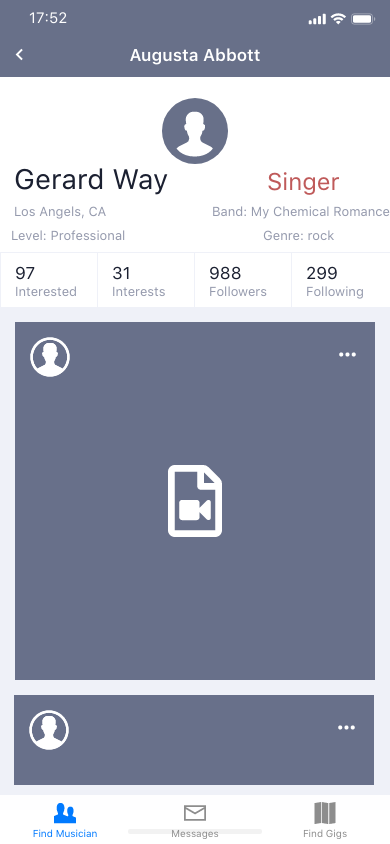 17:52
Augusta Abbott
Gerard Way
Singer
Los Angels, CA
Band: My Chemical Romance
Level: Professional
Genre: rock
97
31
988
299
Interested
Interests
Followers
Following
Find Musician
Messages
Find Gigs